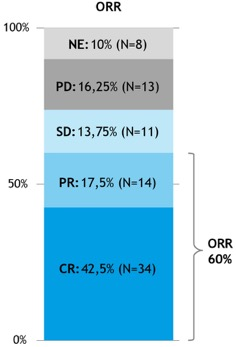 ORR
100%
NE: 10% (N=8)
PD: 16,25% (N=13)
SD: 13,75% (N=11)
50%
PR: 17,5% (N=14)
ORR
60%
CR: 42,5% (N=34)
0%